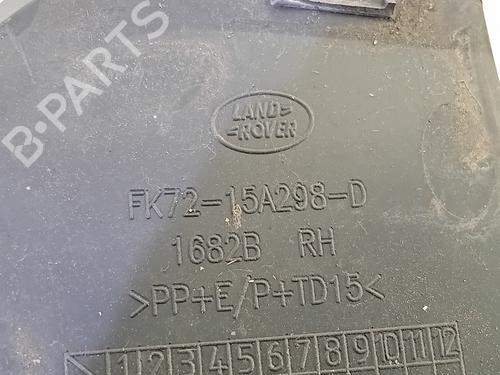 B-PARTS
LAND-
-ROVER
FK72-15A298-D
1682B RH
>PP+E/P+TD15<
1 2 3 4 5 6 7 8 9 10 11 12